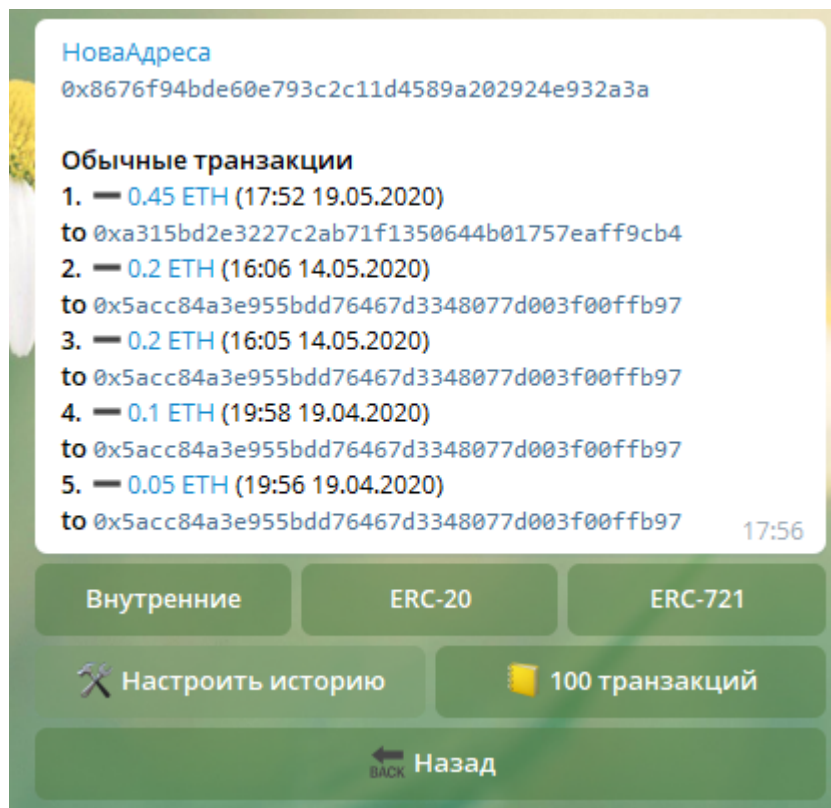 НоваАдреса
0x8676f94bde60e793c2c11d4589a202924e932a3a
Обычные транзакции
1. ➖ 0.45 ETH (17:52 19.05.2020)
to 0xa315bd2e3227c2ab71f1350644b01757eaff9cb4
2. ➖ 0.2 ETH (16:06 14.05.2020)
to 0x5acc84a3e955bdd76467d3348077d003f00ffb97
3. ➖ 0.2 ETH (16:05 14.05.2020)
to 0x5acc84a3e955bdd76467d3348077d003f00ffb97
4. ➖ 0.1 ETH (19:58 19.04.2020)
to 0x5acc84a3e955bdd76467d3348077d003f00ffb97
5. ➖ 0.05 ETH (19:56 19.04.2020)
to 0x5acc84a3e955bdd76467d3348077d003f00ffb97 17:56
Внутренние ERC-20 ERC-721
Настроить историю 100 транзакций
BACK Назад